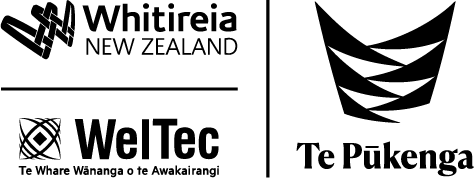 Whitireia
NEW ZEALAND
WelTec
Te Whare Wānanga o te Awakairangi
Te Pūkenga